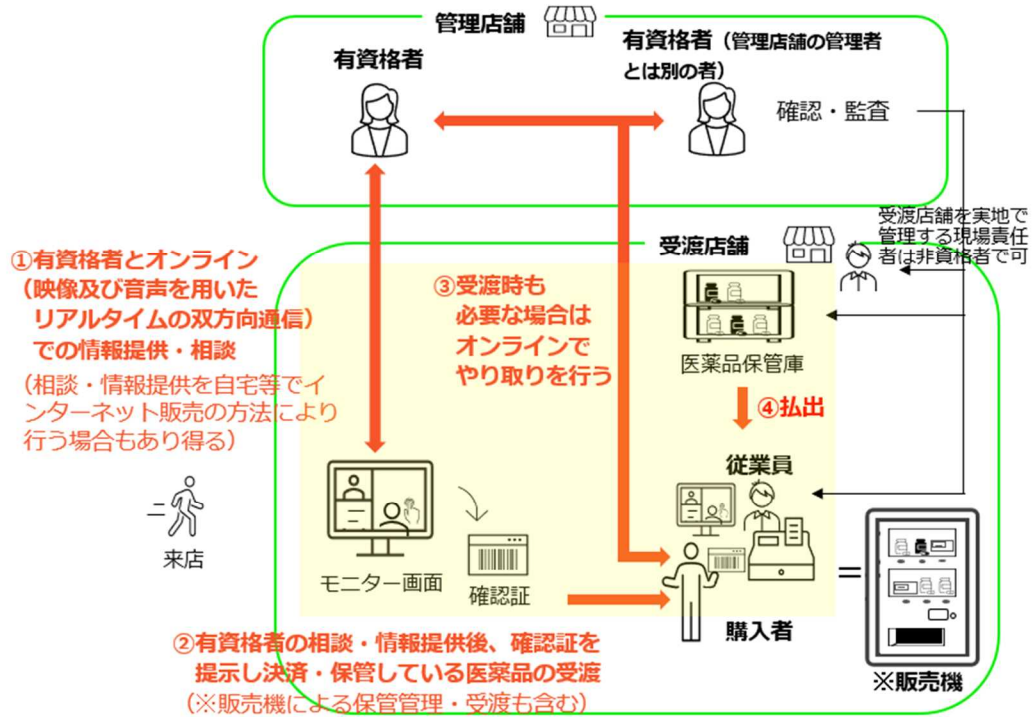 管理店舗
有資格者
有資格者（管理店舗の管理者
とは別の者）
確認・監査
受渡店舗を実地で
管理する現場責任
者は非資格者で可
受渡店舗
①有資格者とオンライン
（映像及び音声を用いた
リアルタイムの双方向通信）
での情報提供・相談
（相談・情報提供を自宅等でイ
ンターネット販売の方法により
行う場合もあり得る）
③受渡時も
必要な場合は
オンラインで
やり取りを行う
医薬品保管庫
④払出
従業員
来店
モニター画面
確認証
購入者
=
※販売機
②有資格者の相談・情報提供後、確認証を
提示し決済・保管している医薬品の受渡
（※販売機による保管管理・受渡も含む）